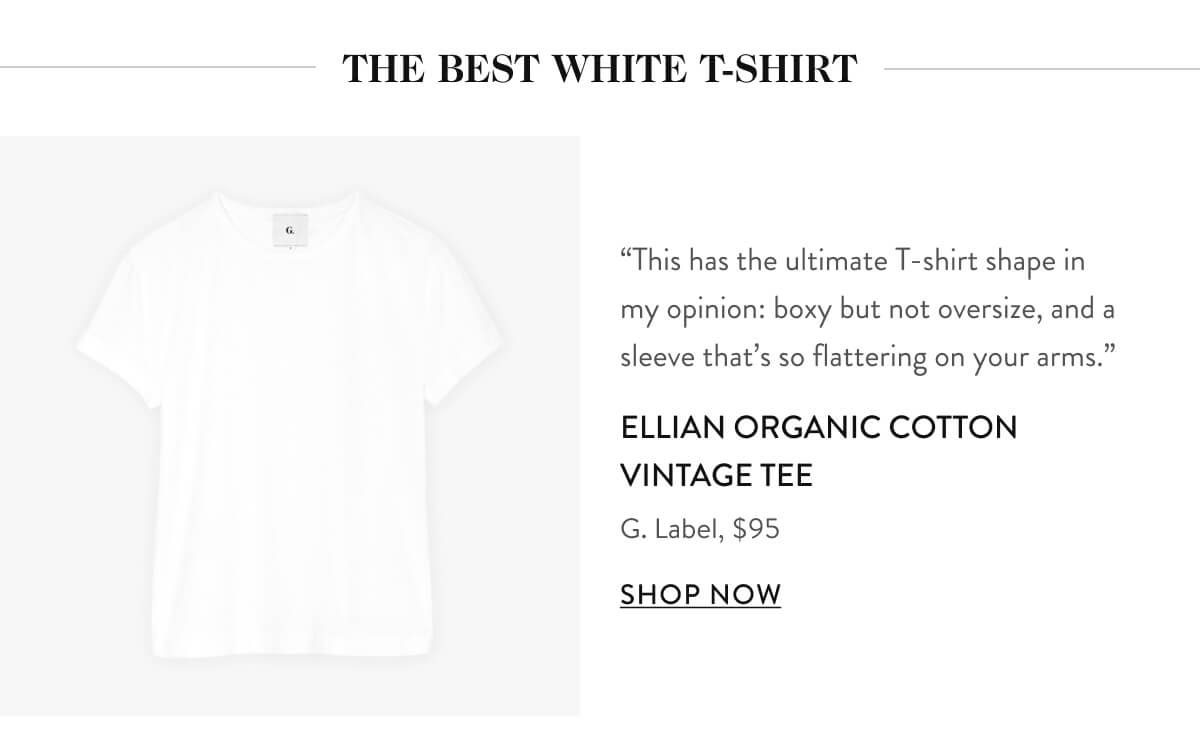 THE BEST WHITE T-SHIRT
G.
“This has the ultimate T-shirt shape in
my opinion: boxy but not oversize, and a
sleeve that’s so flattering on your arms.”
ELLIAN ORGANIC COTTON
VINTAGE TEE
G. Label, $95
SHOP NOW